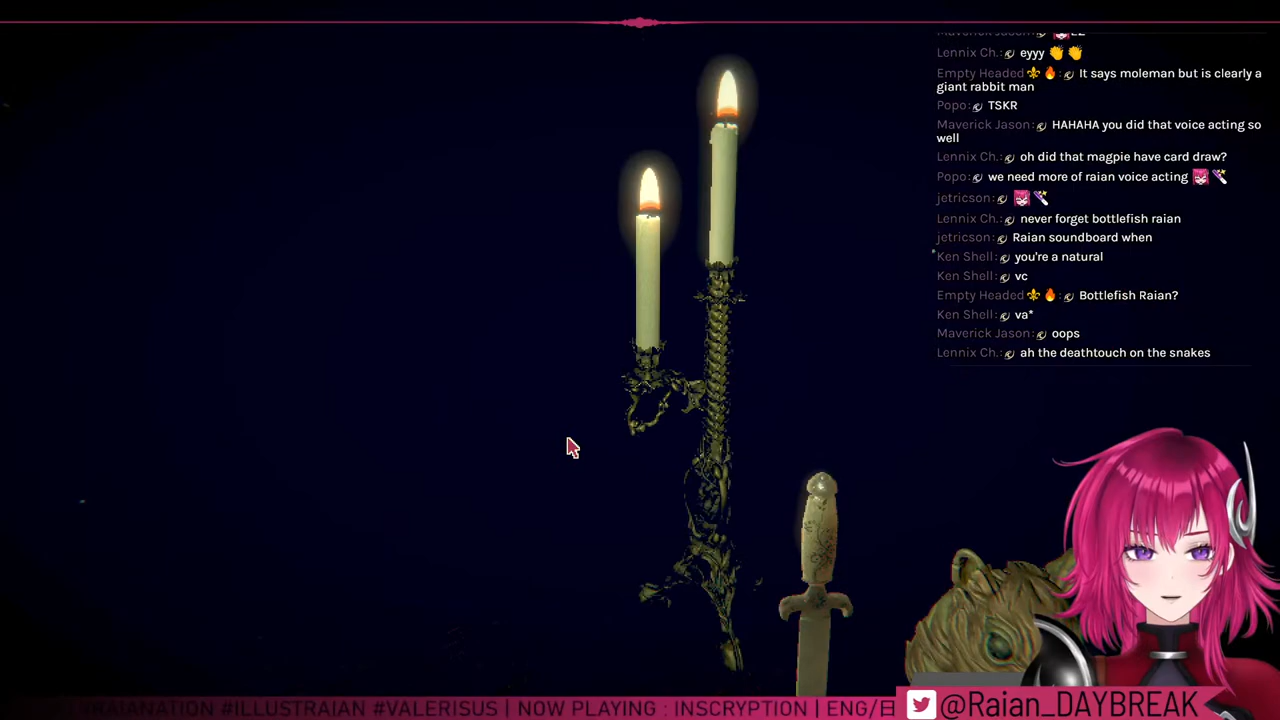 Lennix Ch.: eyyy 👏 👏
Empty Headed ⚜️ 🔥: It says moleman but is clearly a
giant rabbit man
Popo: TSKR
Maverick Jason: HAHAHA you did that voice acting so
well
Lennix Ch.: oh did that magpie have card draw?
Popo: we need more of raian voice acting
jetricson:
Lennix Ch.: never forget bottlefish raian
jetricson: Raian soundboard when
Ken Shell: you're a natural
Ken Shell: vc
Empty Headed ⚜️ 🔥: Bottlefish Raian?
Ken Shell: va*
Maverick Jason: oops
Lennix Ch.: ah the deathtouch on the snakes
#RAIANATION #ILLUSTRAIAN #VALERISUS | NOW PLAYING : INSCRYPTION | ENG/日
@Raian_DAYBREAK